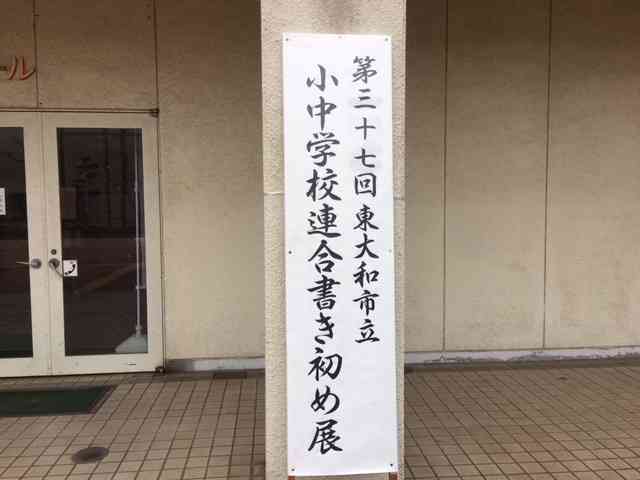 第三十七回東大和市立
小中学校連合書き初め展
ール